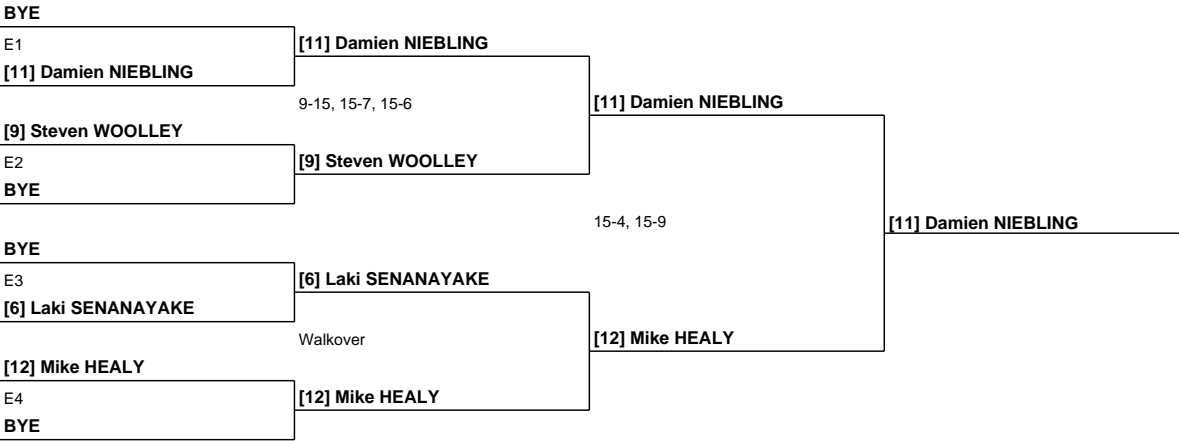 BYE
E1
[11] Damien NIEBLING
[11] Damien NIEBLING
9-15, 15-7, 15-6
[11] Damien NIEBLING
[9] Steven WOOLLEY
E2
[9] Steven WOOLLEY
BYE
15-4, 15-9
[11] Damien NIEBLING
BYE
E3
[6] Laki SENANAYAKE
[6] Laki SENANAYAKE
Walkover
[12] Mike HEALY
[12] Mike HEALY
E4
[12] Mike HEALY
BYE